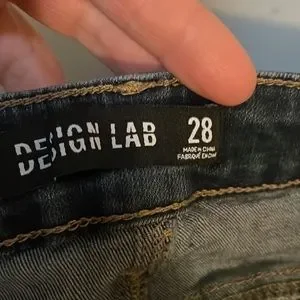 DESIGN LAB
28
MADE IN CHINA
FABRIQUÉ EN CHINE